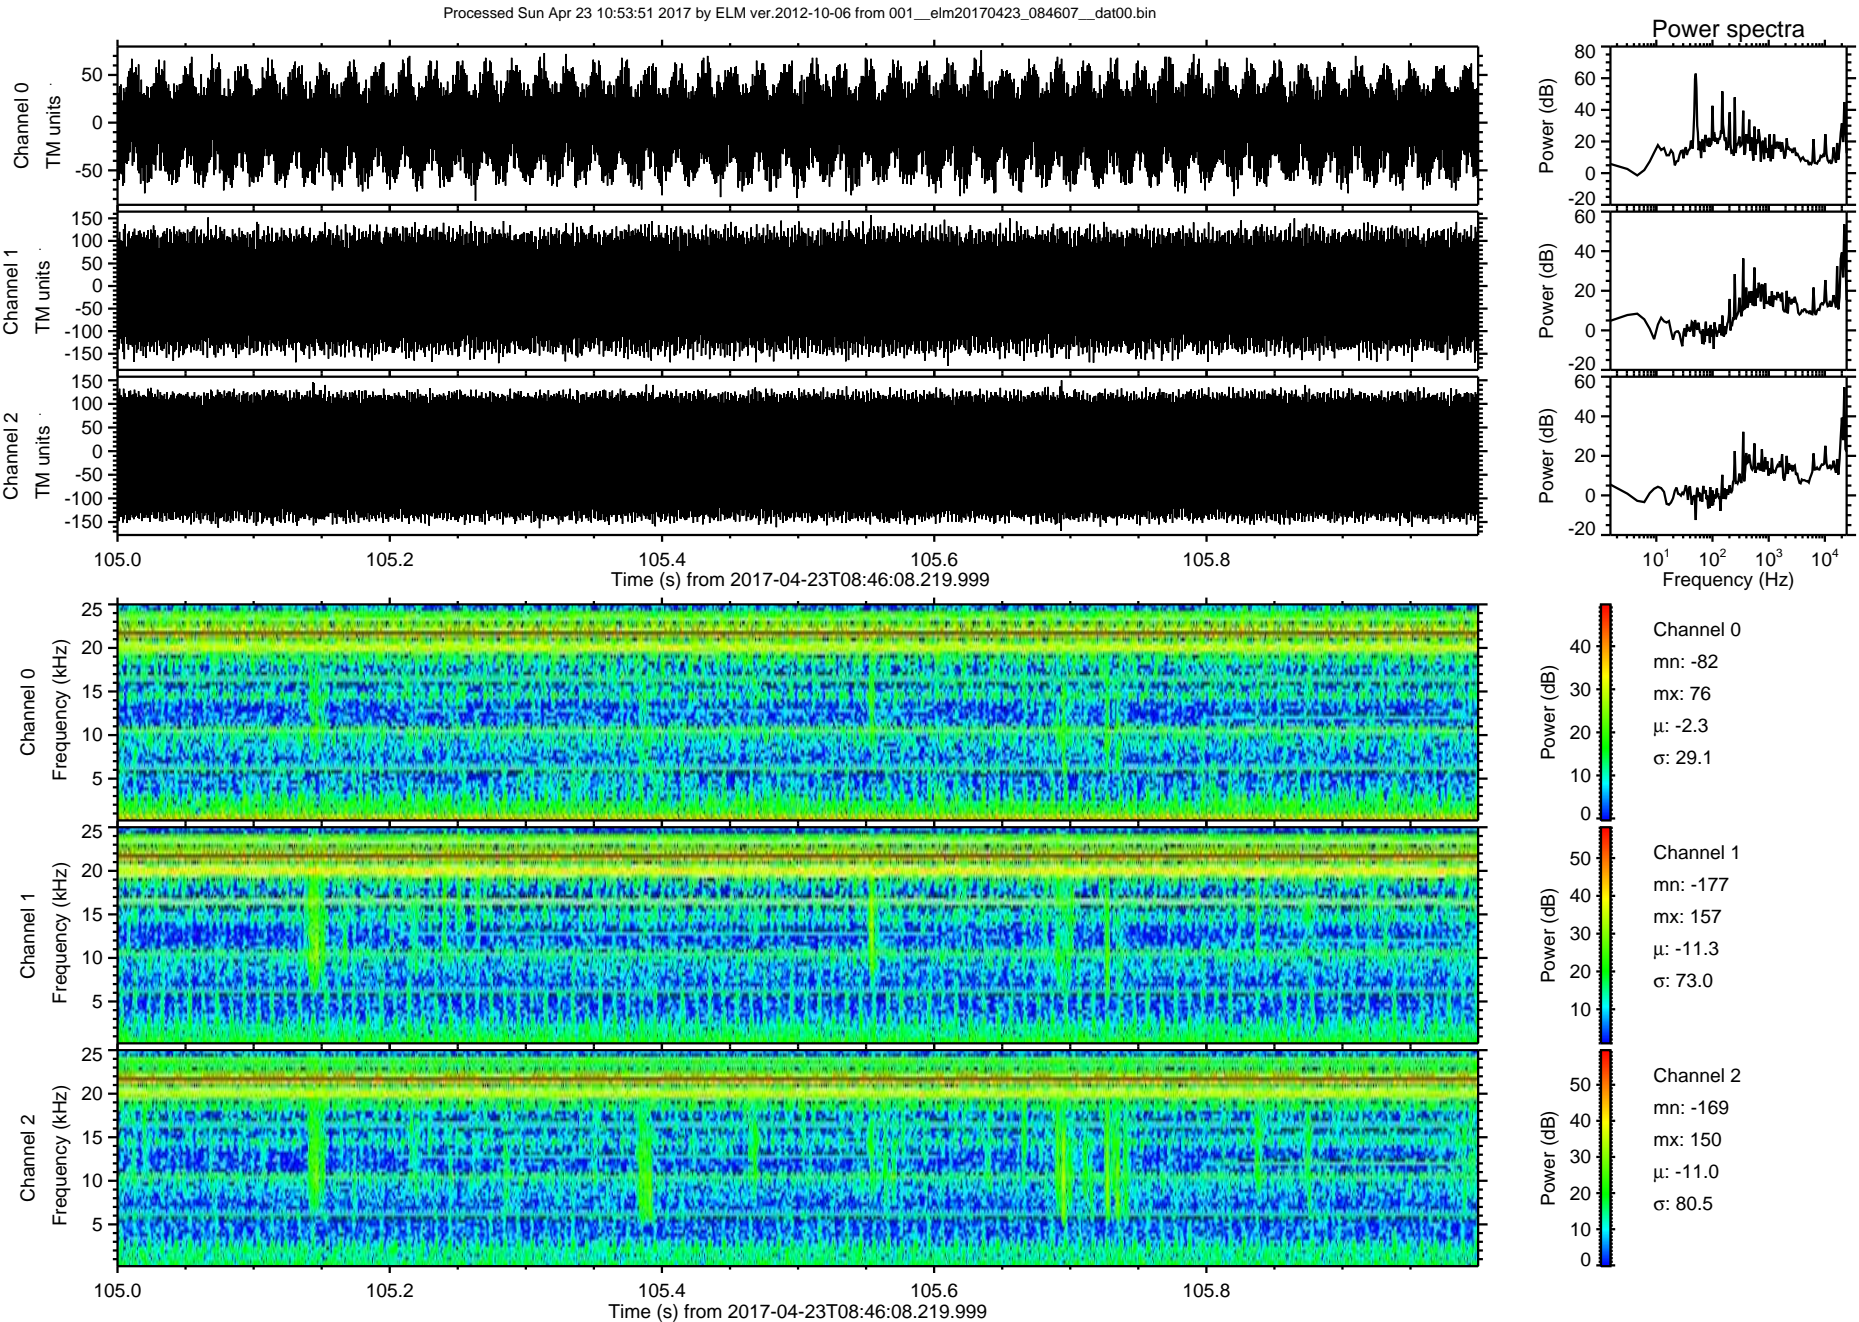 Processed Sun Apr 23 10:53:51 2017 by ELM ver.2012-10-06 from 001__elm20170423_084607__dat00.bin
Power spectra
Channel 0
TM units
50
0
-50
Power (dB)
80
60
40
20
0
-20
Channel 1
TM units
150
100
50
0
-50
-100
-150
Power (dB)
60
40
20
0
-20
Channel 2
TM units
150
100
50
0
-50
-100
-150
Power (dB)
60
40
20
0
-20
105.0 105.2 105.4 105.6 105.8
Time (s) from 2017-04-23T08:46:08.219.999
10¹ 10² 10³ 10⁴
Frequency (Hz)
Channel 0
Frequency (kHz)
25
20
15
10
5
Power (dB)
40
30
20
10
0
Channel 0
mn: -82
mx: 76
μ: -2.3
σ: 29.1
Channel 1
Frequency (kHz)
25
20
15
10
5
Power (dB)
50
40
30
20
10
Channel 1
mn: -177
mx: 157
μ: -11.3
σ: 73.0
Channel 2
Frequency (kHz)
25
20
15
10
5
Power (dB)
50
40
30
20
10
0
Channel 2
mn: -169
mx: 150
μ: -11.0
σ: 80.5
105.0 105.2 105.4 105.6 105.8
Time (s) from 2017-04-23T08:46:08.219.999